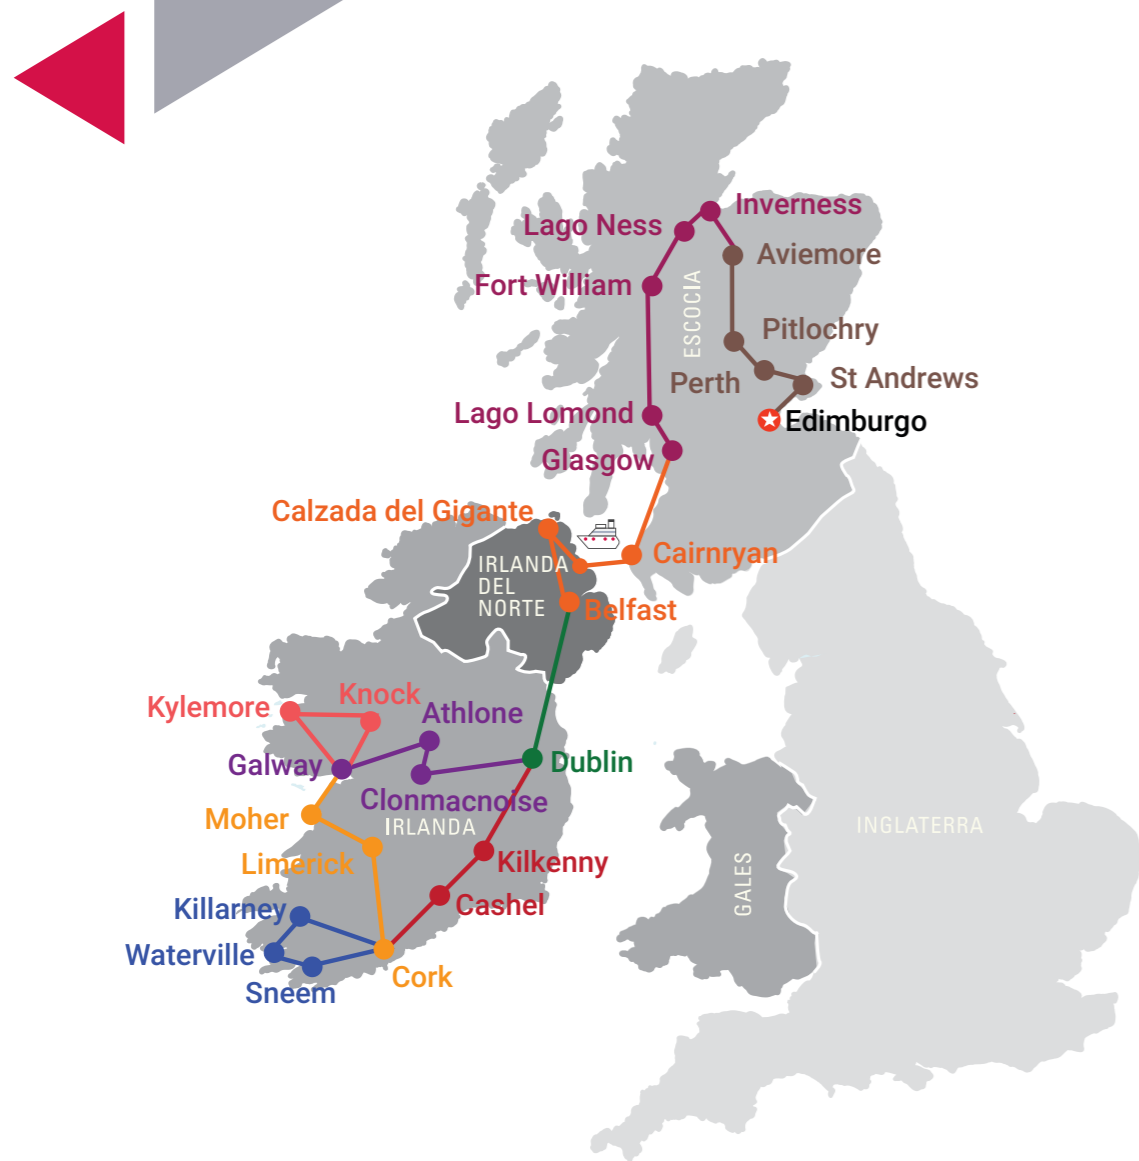 Inverness
Lago Ness
Aviemore
Fort William
ESCOCIA
Pitlochry
Perth
St Andrews
Lago Lomond
Edimburgo
Glasgow
Calzada del Gigante
Cairnryan
IRLANDA
DEL
NORTE
Belfast
Knock
Kylemore
Athlone
Galway
Dublin
Clonmacnoise
Moher
IRLANDA
INGLATERRA
Limerick
Kilkenny
GALES
Cashel
Killarney
Waterville
Cork
Sneem